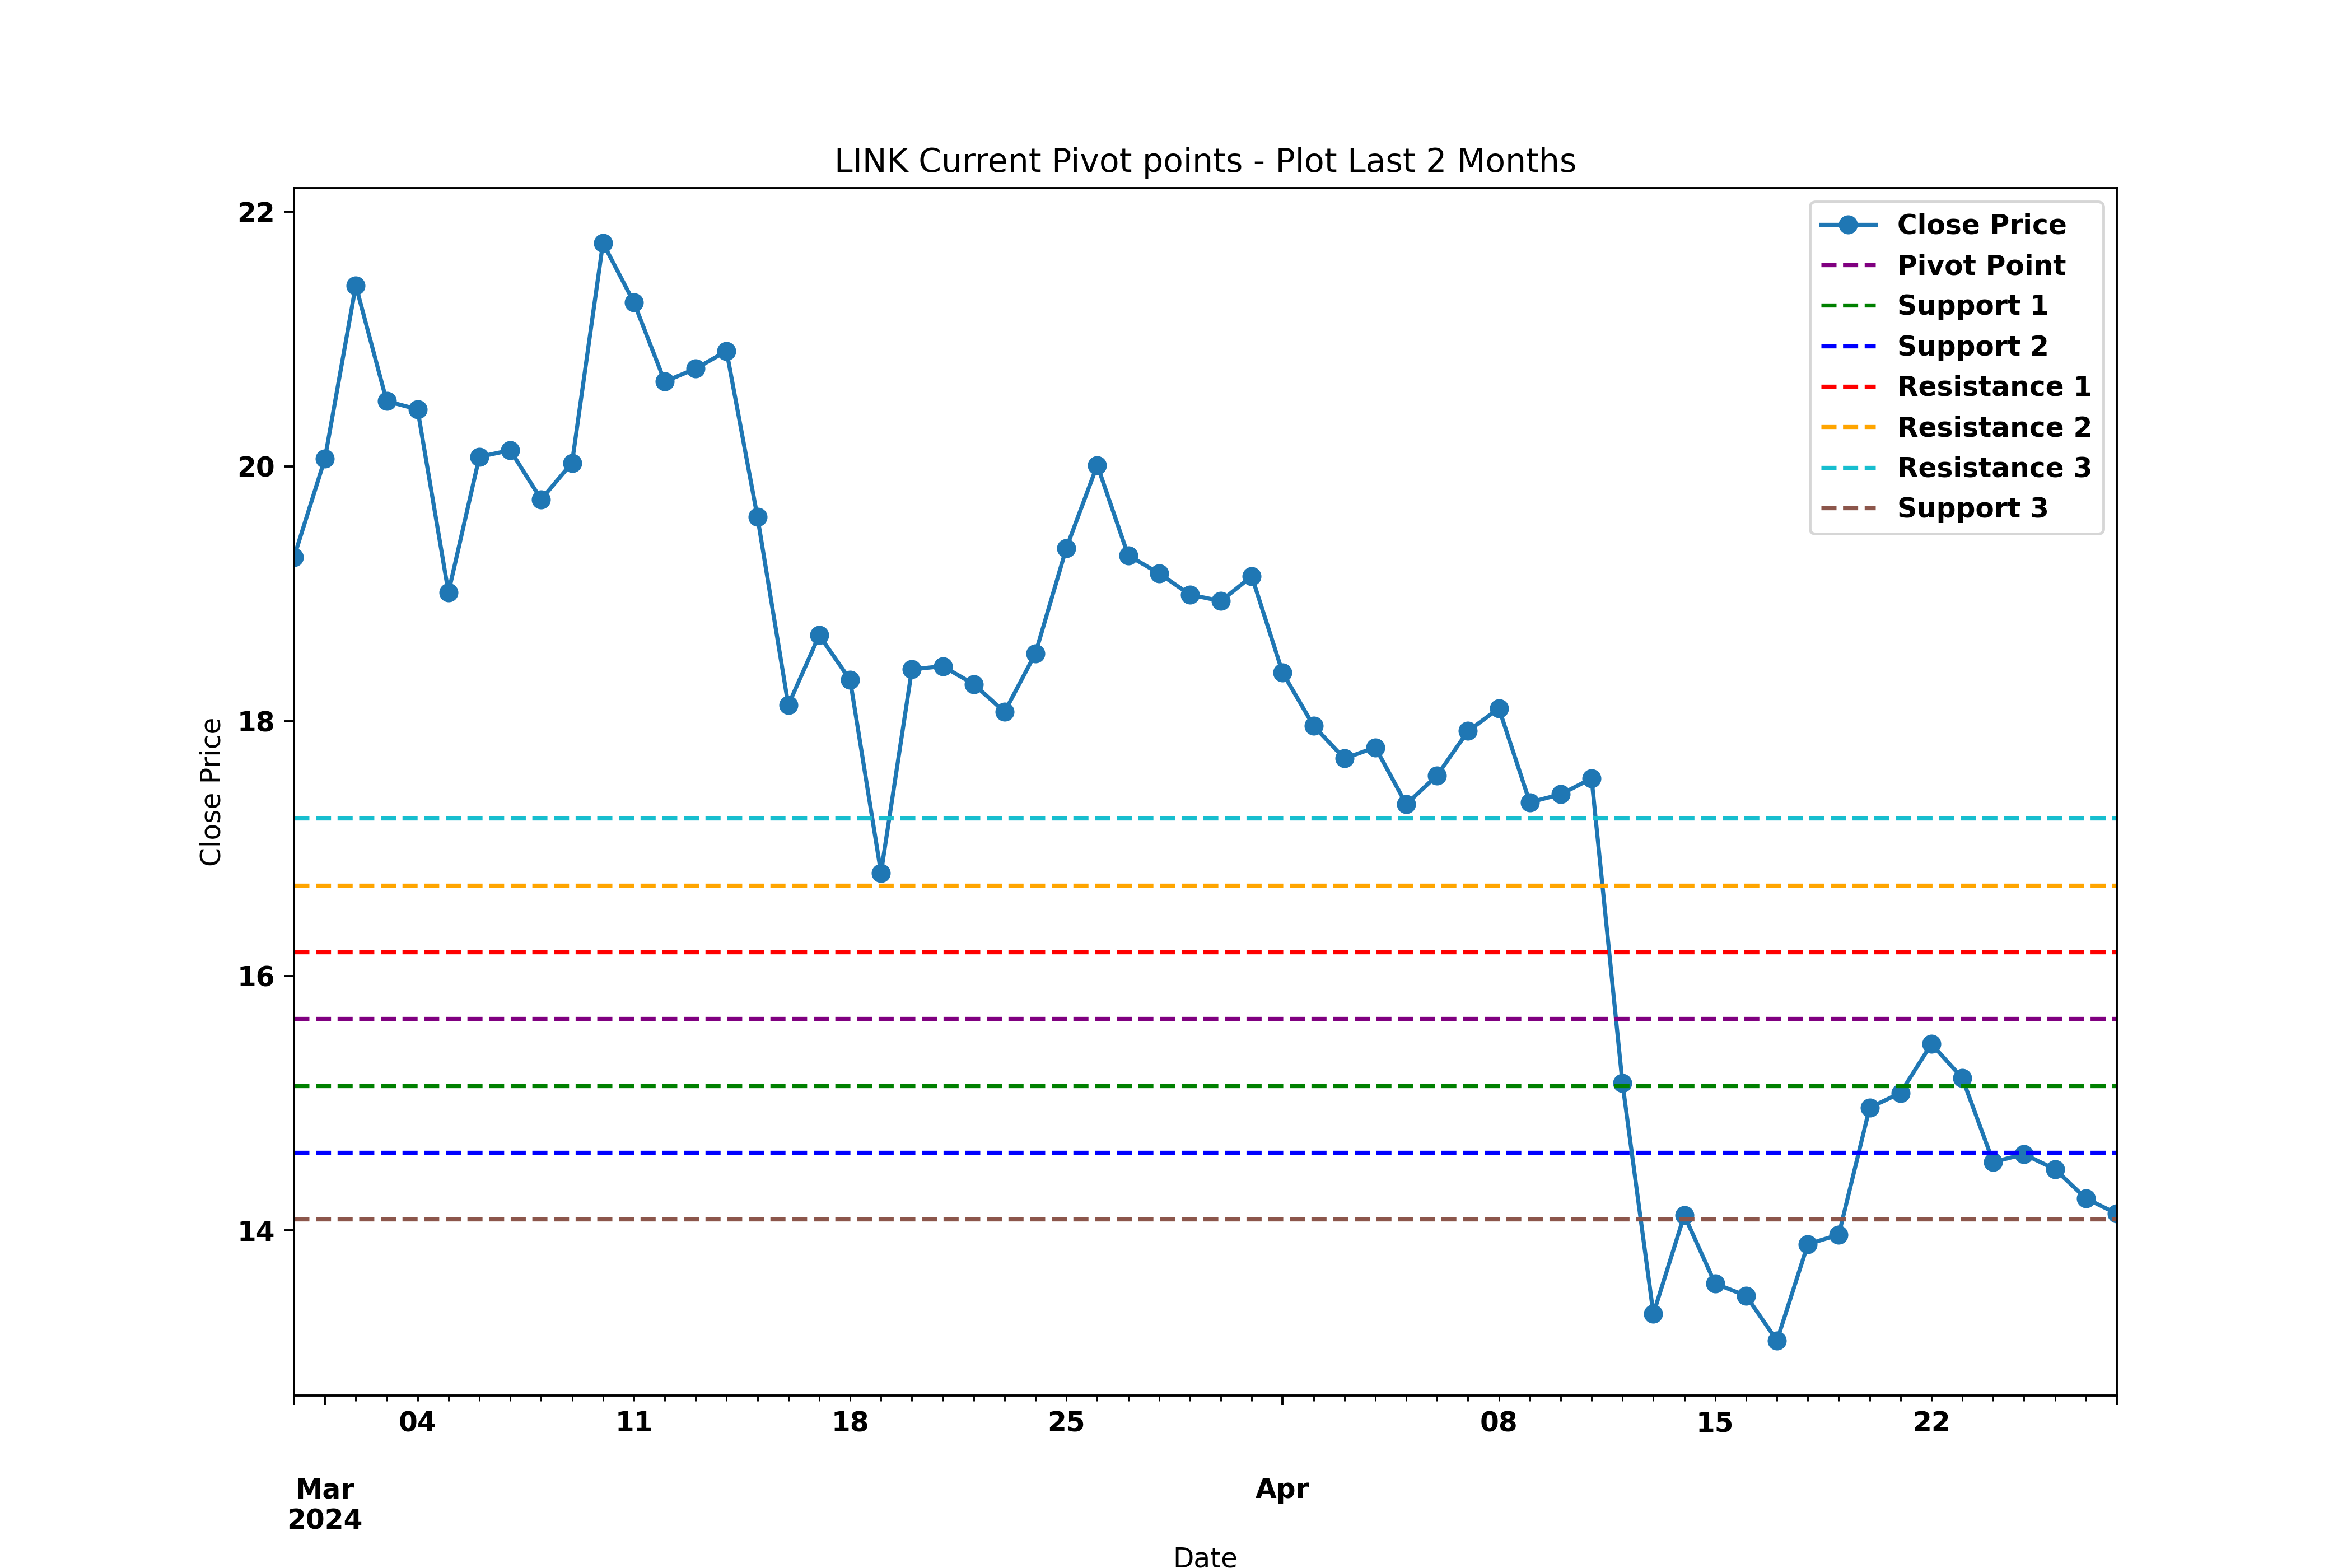 LINK Current Pivot points - Plot Last 2 Months
Close Price
22
20
18
16
14
Close Price
Pivot Point
Support 1
Support 2
Resistance 1
Resistance 2
Resistance 3
Support 3
04
11
18
25
08
15
22
Mar
2024
Apr
Date